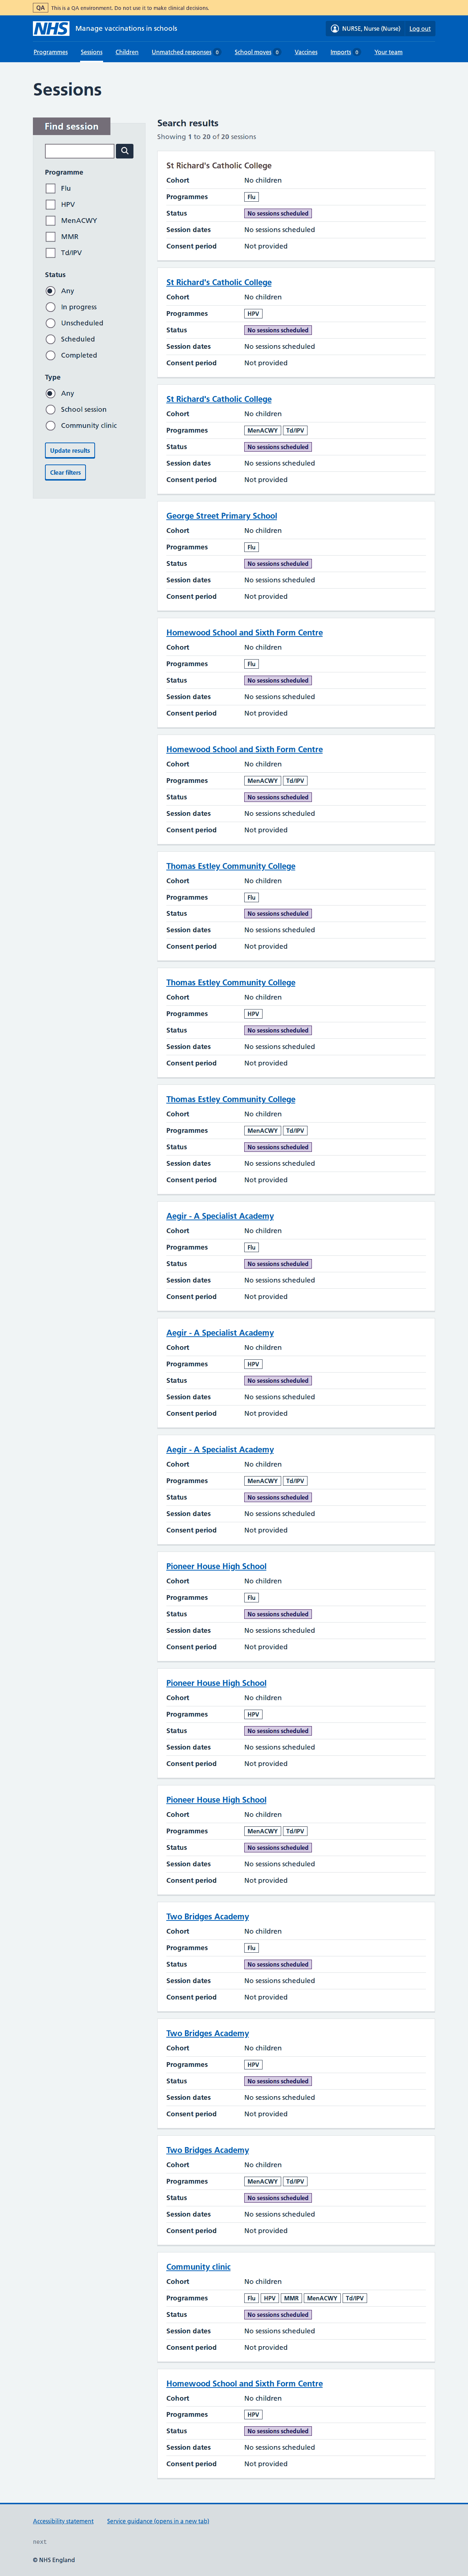 QA This is a QA environment. Do not use it to make clinical decisions.
NHS Manage vaccinations in schools
NURSE, Nurse (Nurse) Log out
Programmes Sessions Children Unmatched responses 0 School moves 0 Vaccines Imports 0 Your team
Sessions
Find session
Programme
Flu
HPV
MenACWY
MMR
Td/IPV
Status
Any
In progress
Unscheduled
Scheduled
Completed
Type
Any
School session
Community clinic
Update results
Clear filters
Search results
Showing 1 to 20 of 20 sessions
St Richard's Catholic College
Cohort No children
Programmes Flu
Status No sessions scheduled
Session dates No sessions scheduled
Consent period Not provided
St Richard's Catholic College
Cohort No children
Programmes HPV
Status No sessions scheduled
Session dates No sessions scheduled
Consent period Not provided
St Richard's Catholic College
Cohort No children
Programmes MenACWY Td/IPV
Status No sessions scheduled
Session dates No sessions scheduled
Consent period Not provided
George Street Primary School
Cohort No children
Programmes Flu
Status No sessions scheduled
Session dates No sessions scheduled
Consent period Not provided
Homewood School and Sixth Form Centre
Cohort No children
Programmes Flu
Status No sessions scheduled
Session dates No sessions scheduled
Consent period Not provided
Homewood School and Sixth Form Centre
Cohort No children
Programmes MenACWY Td/IPV
Status No sessions scheduled
Session dates No sessions scheduled
Consent period Not provided
Thomas Estley Community College
Cohort No children
Programmes Flu
Status No sessions scheduled
Session dates No sessions scheduled
Consent period Not provided
Thomas Estley Community College
Cohort No children
Programmes HPV
Status No sessions scheduled
Session dates No sessions scheduled
Consent period Not provided
Thomas Estley Community College
Cohort No children
Programmes MenACWY Td/IPV
Status No sessions scheduled
Session dates No sessions scheduled
Consent period Not provided
Aegir - A Specialist Academy
Cohort No children
Programmes Flu
Status No sessions scheduled
Session dates No sessions scheduled
Consent period Not provided
Aegir - A Specialist Academy
Cohort No children
Programmes HPV
Status No sessions scheduled
Session dates No sessions scheduled
Consent period Not provided
Aegir - A Specialist Academy
Cohort No children
Programmes MenACWY Td/IPV
Status No sessions scheduled
Session dates No sessions scheduled
Consent period Not provided
Pioneer House High School
Cohort No children
Programmes Flu
Status No sessions scheduled
Session dates No sessions scheduled
Consent period Not provided
Pioneer House High School
Cohort No children
Programmes HPV
Status No sessions scheduled
Session dates No sessions scheduled
Consent period Not provided
Pioneer House High School
Cohort No children
Programmes MenACWY Td/IPV
Status No sessions scheduled
Session dates No sessions scheduled
Consent period Not provided
Two Bridges Academy
Cohort No children
Programmes Flu
Status No sessions scheduled
Session dates No sessions scheduled
Consent period Not provided
Two Bridges Academy
Cohort No children
Programmes HPV
Status No sessions scheduled
Session dates No sessions scheduled
Consent period Not provided
Two Bridges Academy
Cohort No children
Programmes MenACWY Td/IPV
Status No sessions scheduled
Session dates No sessions scheduled
Consent period Not provided
Community clinic
Cohort No children
Programmes Flu HPV MMR MenACWY Td/IPV
Status No sessions scheduled
Session dates No sessions scheduled
Consent period Not provided
Homewood School and Sixth Form Centre
Cohort No children
Programmes HPV
Status No sessions scheduled
Session dates No sessions scheduled
Consent period Not provided
Accessibility statement Service guidance (opens in a new tab)
next
© NHS England